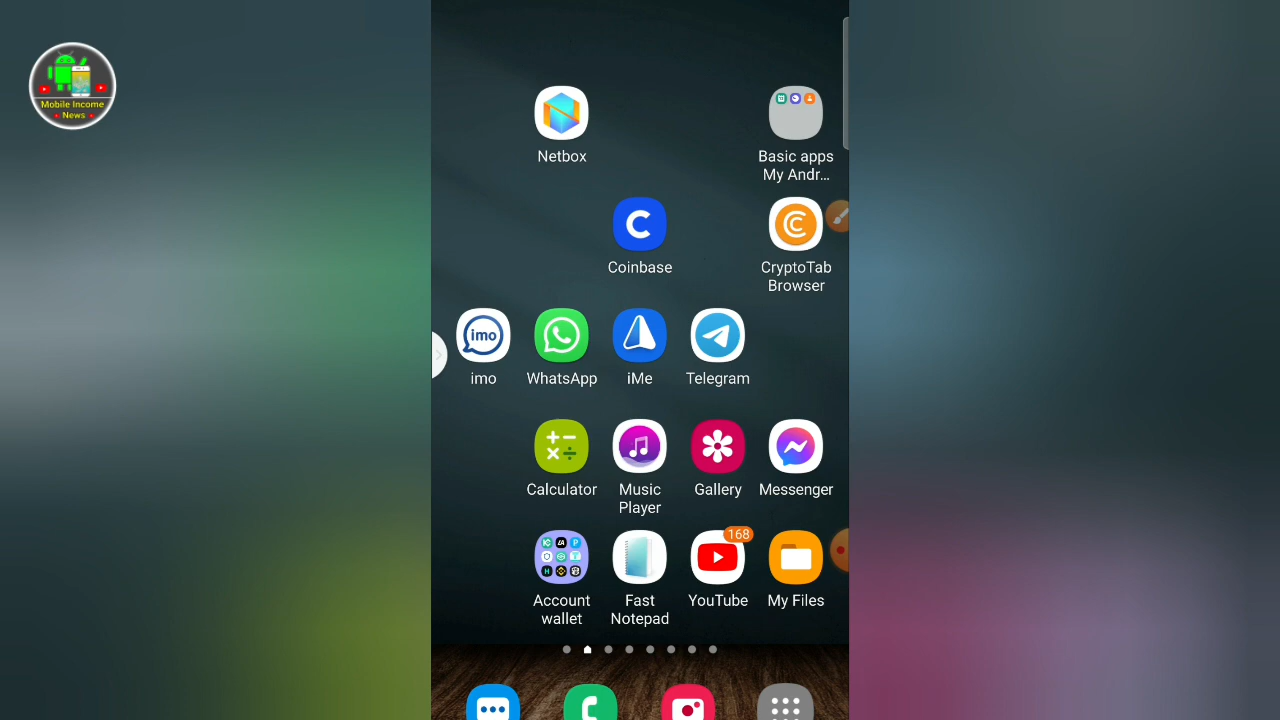 Mobile Income
News
Netbox
Basic apps
My Andr...
C
Coinbase
C
CryptoTab
Browser
imo
imo
WhatsApp
iMe
Telegram
Calculator
Music
Player
Gallery
Messenger
168
Account
wallet
Fast
Notepad
YouTube
My Files